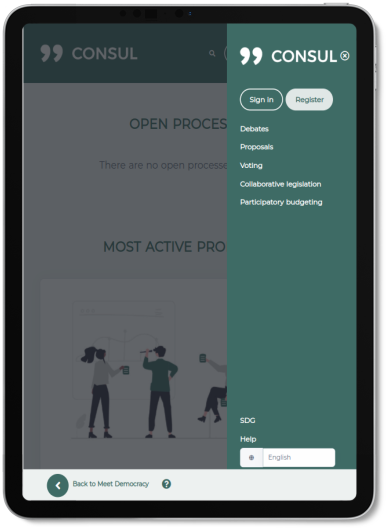 CONSUL
OPEN PROCES
There are no open processe
MOST ACTIVE PRO
CONSUL
Sign in
Register
Debates
Proposals
Voting
Collaborative legislation
Participatory budgeting
SDG
Help
English
Back to Meet Democracy
?